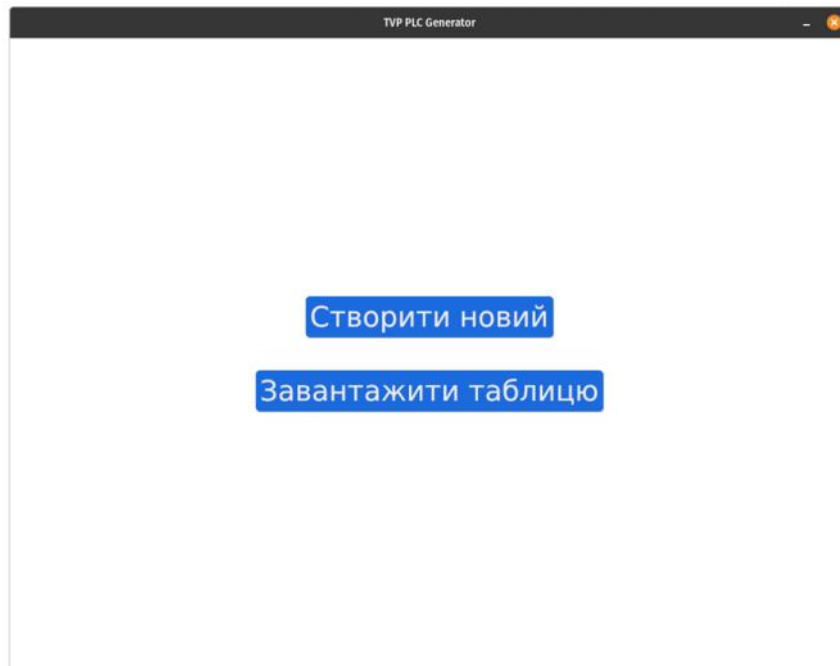 TVP PLC Generator
Створити новий
Завантажити таблицю